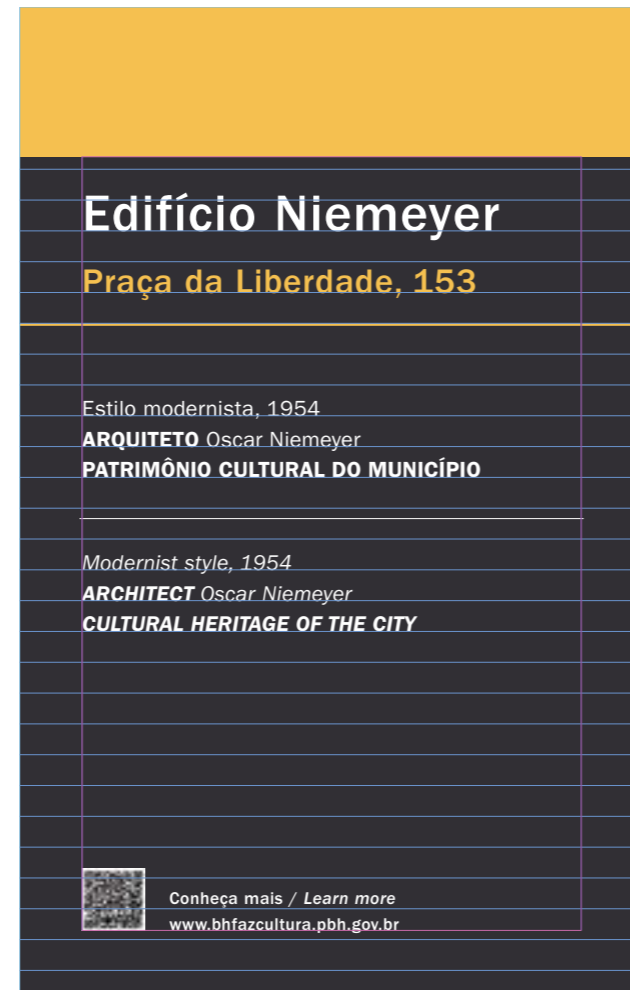 Edifício Niemeyer
Praça da Liberdade, 153
Estilo modernista, 1954
ARQUITETO Oscar Niemeyer
PATRIMÔNIO CULTURAL DO MUNICÍPIO
Modernist style, 1954
ARCHITECT Oscar Niemeyer
CULTURAL HERITAGE OF THE CITY
Conheça mais / Learn more
www.bhfazcultura.pbh.gov.br